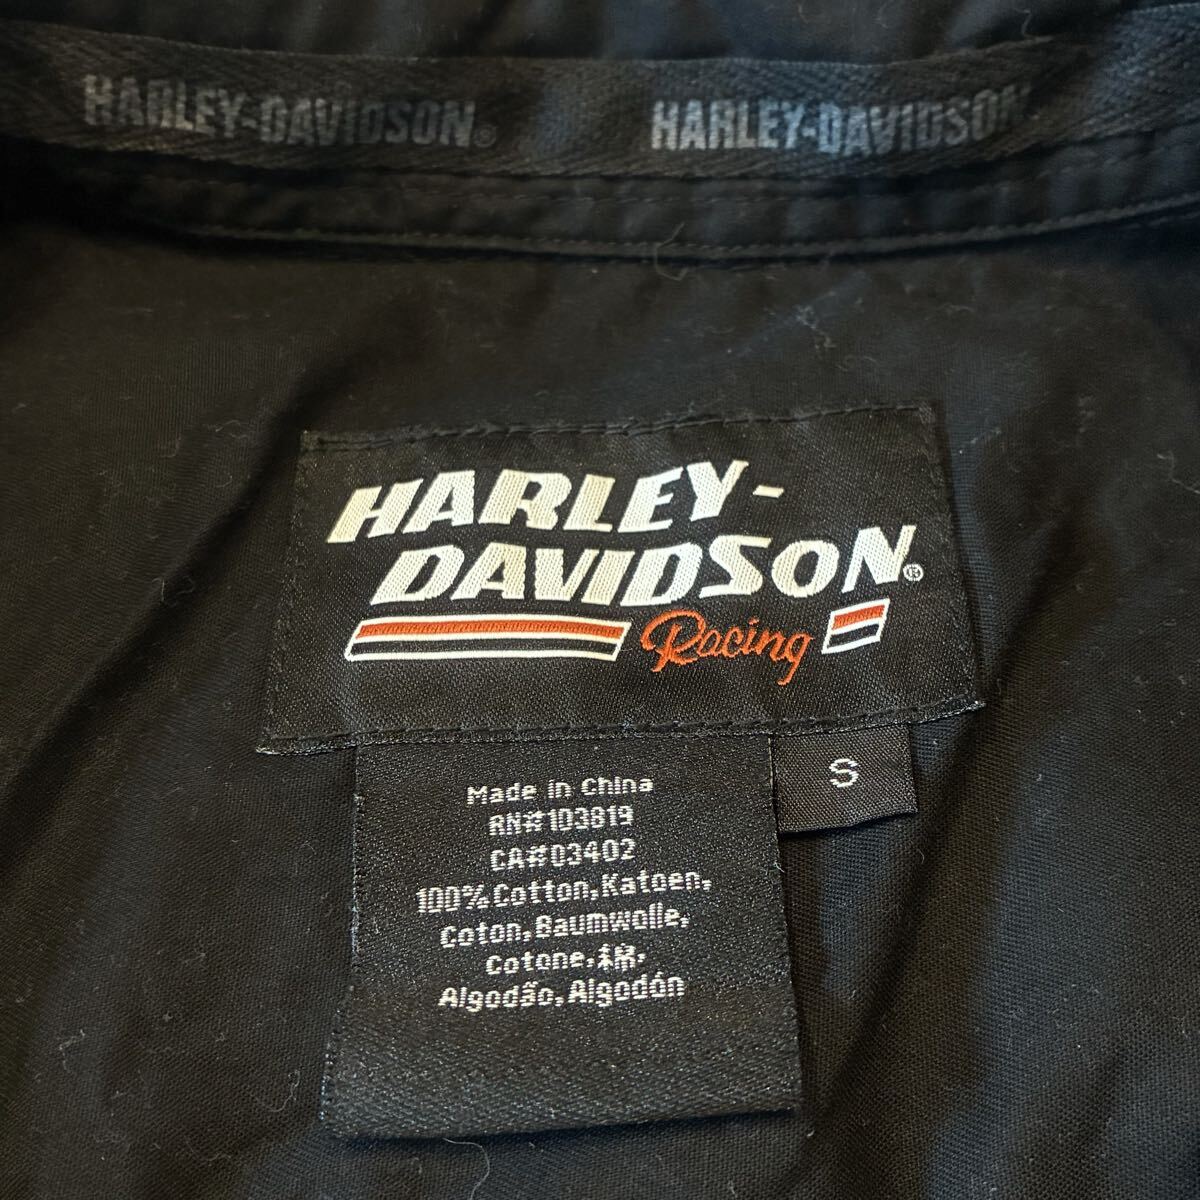 HARLEY-DAVIDSON® HARLEY-DAVIDSON
HARLEY-
DAVIDSON®
Racing
S
Made in China
RN#103819
CA#03402
100% Cotton, Katoen,
Coton, Baumwolle,
Cotone, 綿,
Algodão, Algodón